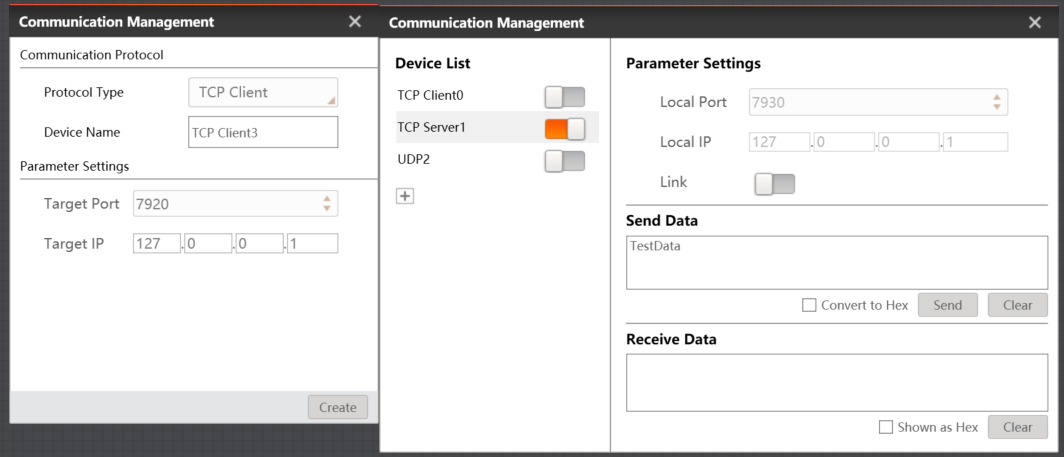 Communication Management
Communication Protocol
Protocol Type TCP Client
Device Name TCP Client3
Parameter Settings
Target Port 7920
Target IP 127 .0 .0 .1
Create
Communication Management
Device List
TCP Client0
TCP Server1
UDP2
Parameter Settings
Local Port 7930
Local IP 127 .0 .0 .1
Link
Send Data
TestData
Convert to Hex Send Clear
Receive Data
Shown as Hex Clear